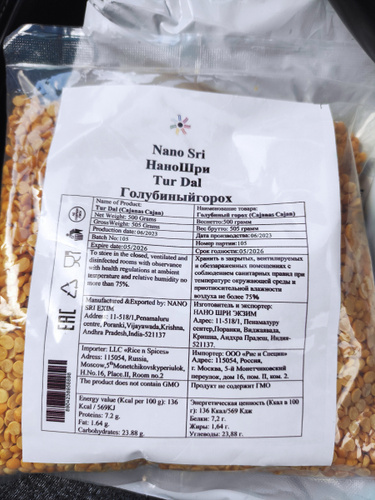 Nano Sri
НаноШри
Tur Dal
Голубиныйгорох
Name of Product:
Tur Dal (Cajanas Cajan)
Net Weight: 500 Grams
GrossWeight: 505 Grams
Production date: 06/2023
Batch No: 105
Expire date: 05/2026
To store in the closed, ventilated and
disinfected rooms with observance
with health regulations at ambient
temperature and relative humidity no
more than 75%.
Manufactured &Exported by: NANO
SRI EXIM
Addres : 11-518/1,Penamaluru
centre, Poranki,Vijayawada,Krishna,
Andhra Pradesh,India-521137
Importer: LLC «Rice n Spices»
Adress: 115054, Russia,
Moscow,5thMonetchikovskyperiulok,
H.No.16, Place.II, Room no.2
The product does not contain GMO
Energy value (Kcal per 100 g): 136
Kcal / 569KJ
Proteins: 7.2 g.
Fat: 1.64 g.
Carbohydrates: 23.88 g.
Наименование товара:
Голубиный горох (Cajanas Cajan)
Веснетто:500 грамм
Вес-брутто: 505 грамм
Дата производства: 06/2023
Номер партии: 105
Срок годности: 05/2026
Хранить в закрытых, вентилируемых
и обеззараженных помещениях с
соблюдением санитарных правил при
температуре окружающей среды и
приотносительной влажности
воздуха не более 75%
Изготовитель и экспортер:
НАНО ШРИ ЭКЗИМ
Адрес: 11-518/1, Пенамалуру
сентр,Поранки, Виджавада,
Кришна, Андхра Прадеш, Индия-
521137
Импортер: ООО «Рис и Специи»
Адрес: 115054, Россия,
г. Москва, 5-й Монетчиковский
переулок, дом 16, пом. II, ком. 2.
Продукт не содержит ГМО
Энергетическая ценность (Ккал в 100
г): 136 Ккал/569 Кдж
Белки: 7,2 г.
Жиры: 1,64 г.
Углеводы: 23,88 г.
EAC